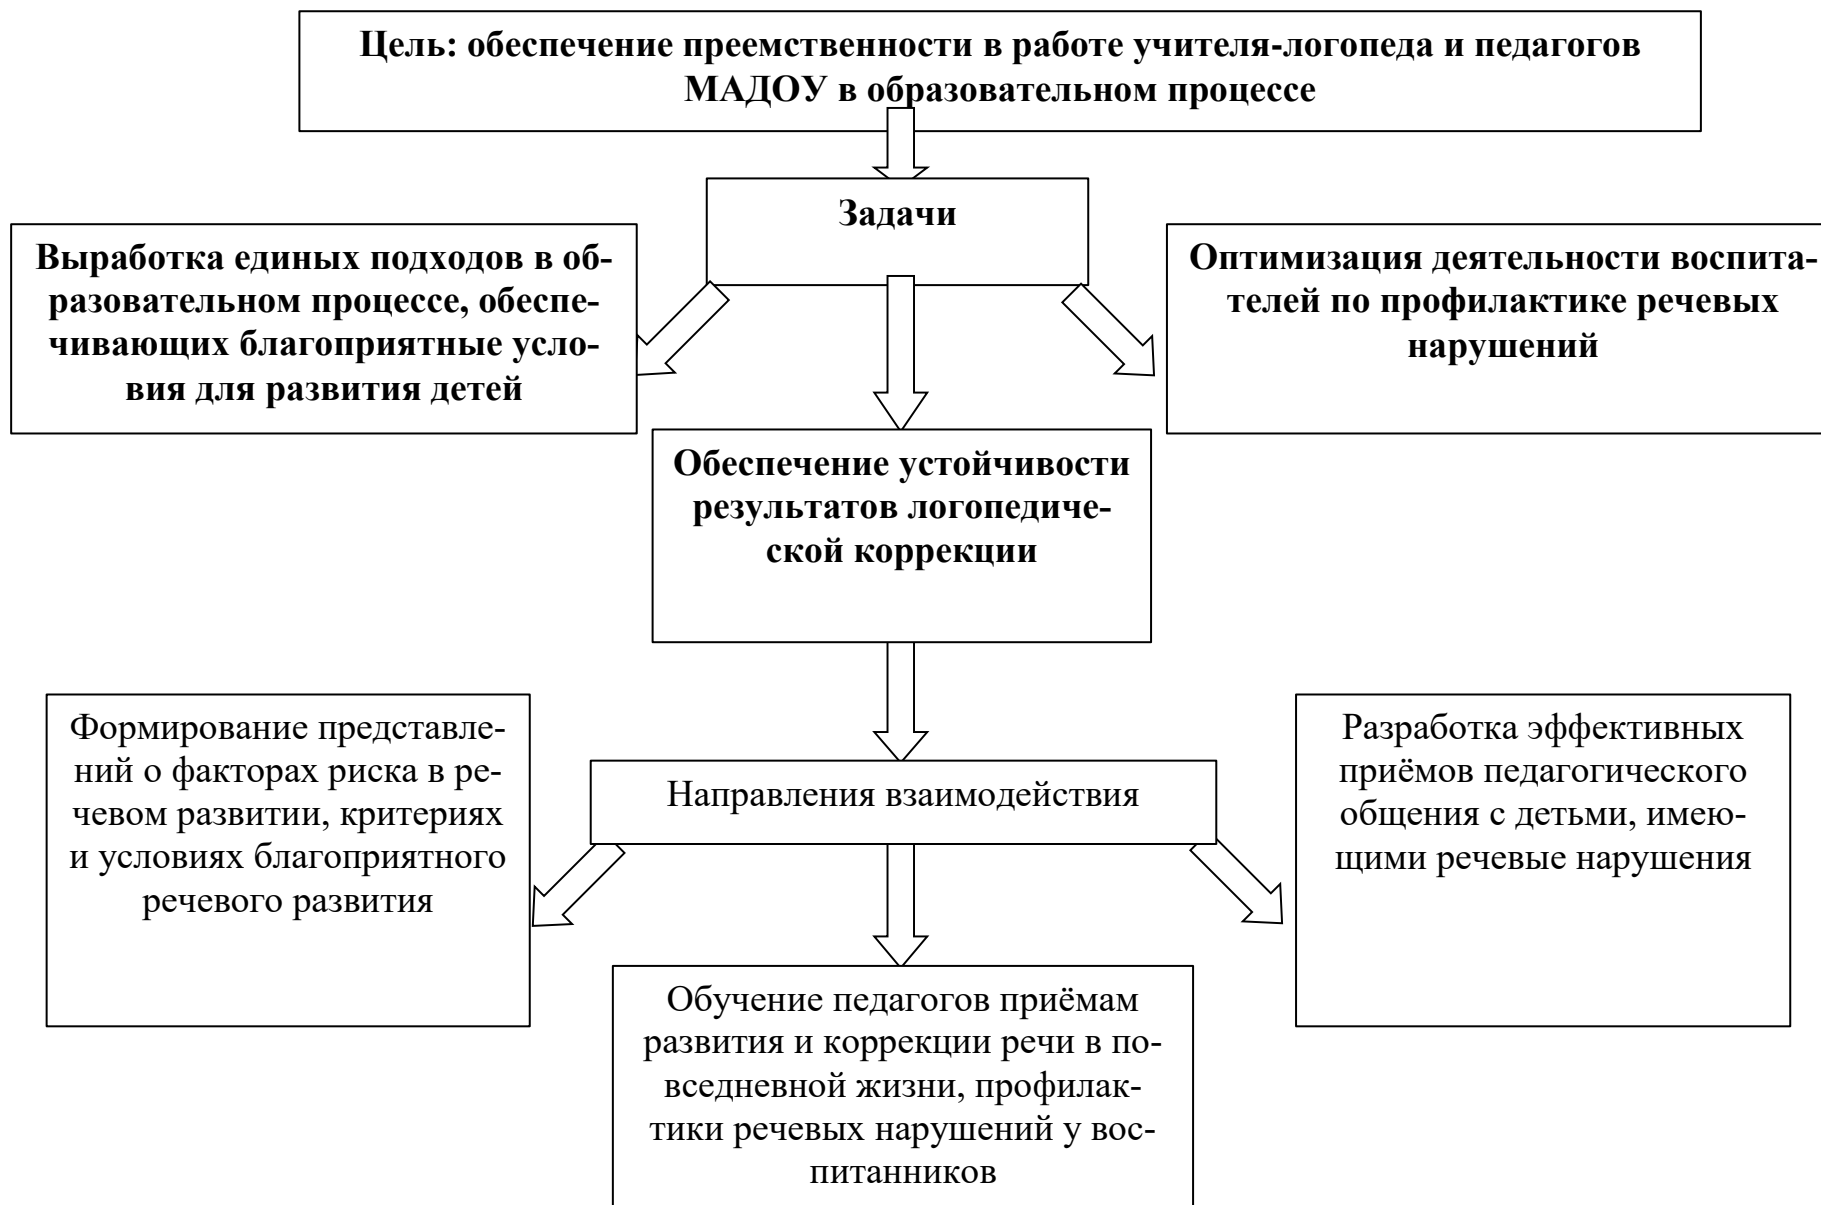 Цель: обеспечение преемственности в работе учителя-логопеда и педагогов
МАДОУ в образовательном процессе
Задачи
Выработка единых подходов в об-
разовательном процессе, обеспе-
чивающих благоприятные усло-
вия для развития детей
Оптимизация деятельности воспита-
телей по профилактике речевых
нарушений
Обеспечение устойчивости
результатов логопедиче-
ской коррекции
Направления взаимодействия
Формирование представле-
ний о факторах риска в ре-
чевом развитии, критериях
и условиях благоприятного
речевого развития
Разработка эффективных
приёмов педагогического
общения с детьми, имею-
щими речевые нарушения
Обучение педагогов приёмам
развития и коррекции речи в по-
вседневной жизни, профилак-
тики речевых нарушений у вос-
питанников